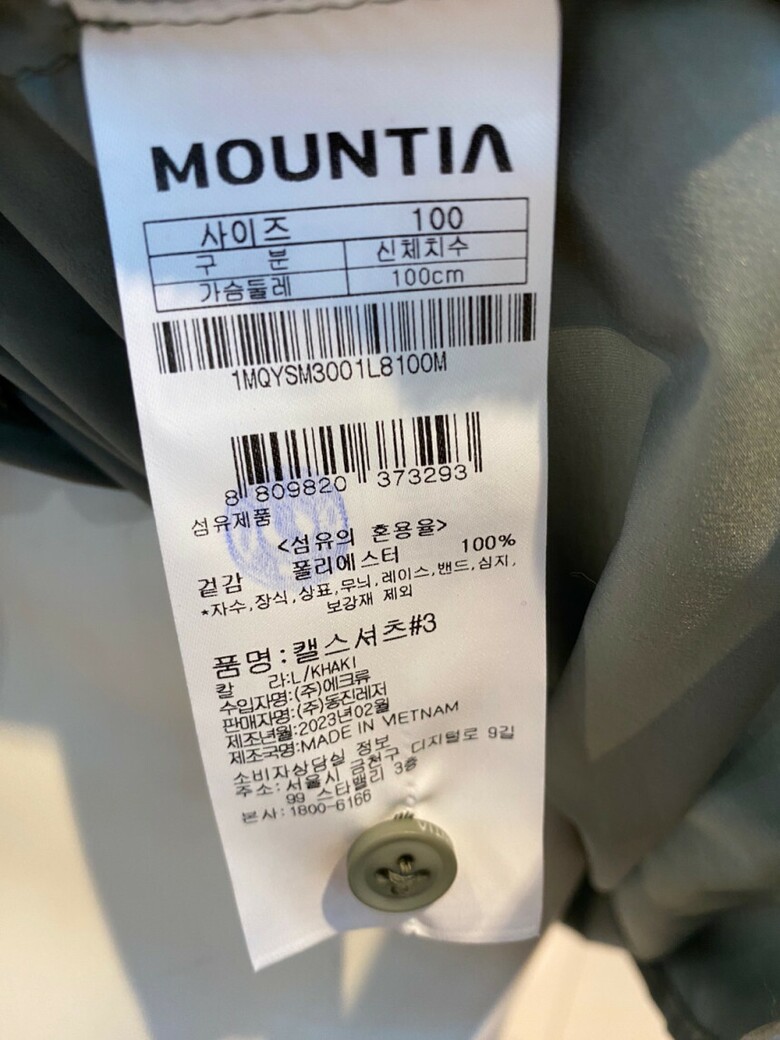 MOUNTIA
사이즈 100
구 분 신체치수
가슴둘레 100cm
1MQYSM3001L8100M
8 809820 373293
섬유제품
<섬유의 혼용율>
겉감 폴리에스터 100%
*자수,장식,상표,무늬,레이스,밴드,심지,
보강재 제외
품명:캘스셔츠#3
칼 라:L/KHAKI
수입자명:(주)에크류
판매자명:(주)동진레저
제조년월:2023년02월
제조국명:MADE IN VIETNAM
소비자상담실 정보
주소:서울시 금천구 디지털로 9길
99 스타밸리 3층
본사:1800-6166